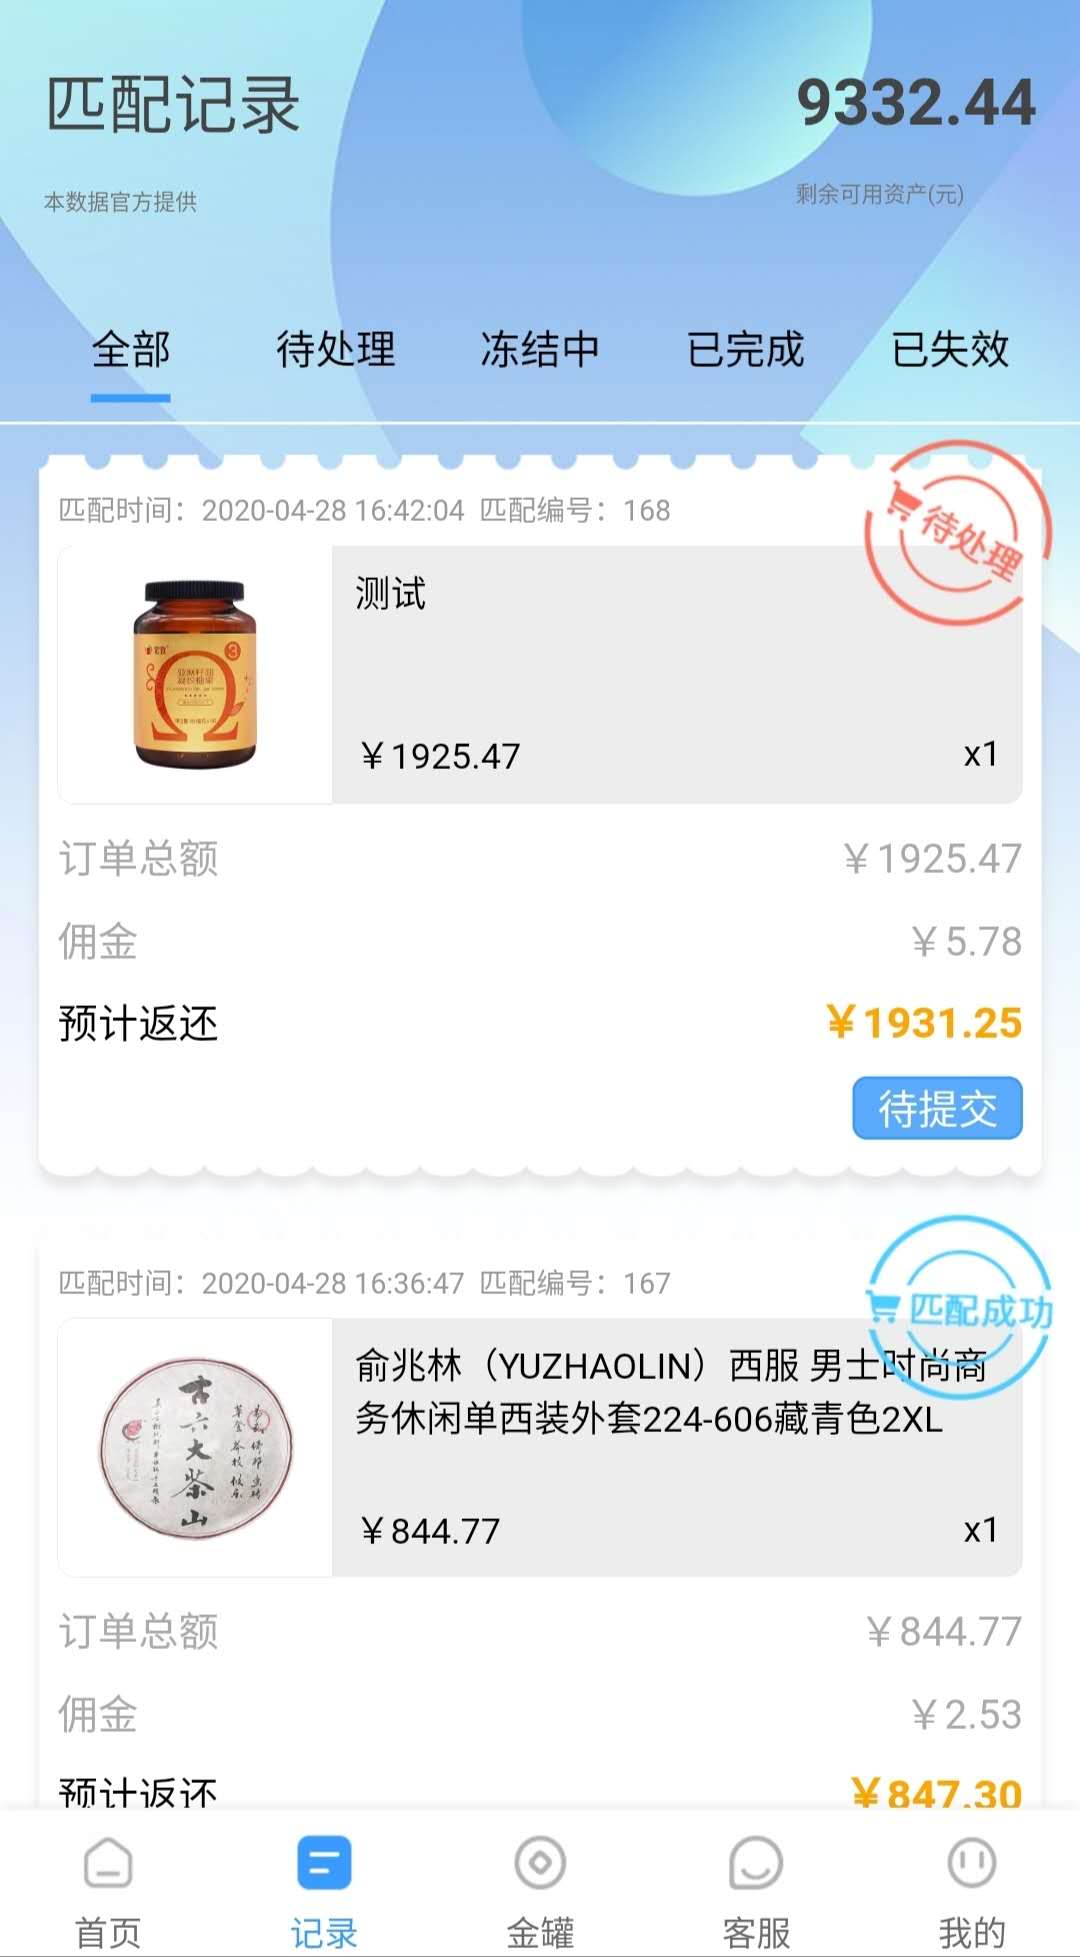 匹配记录
9332.44
本数据官方提供
剩余可用资产(元)
全部 待处理 冻结中 已完成 已失效
匹配时间：2020-04-28 16:42:04 匹配编号：168
待处理
测试
3
￥1925.47 x1
订单总额 ￥1925.47
佣金 ￥5.78
预计返还 ￥1931.25
待提交
匹配时间：2020-04-28 16:36:47 匹配编号：167
匹配成功
俞兆林（YUZHAOLIN）西服 男士时尚商
务休闲单西装外套224-606藏青色2XL
古六大茶山
￥844.77 x1
订单总额 ￥844.77
佣金 ￥2.53
预计返还 ￥847.30
首页 记录 金罐 客服 我的